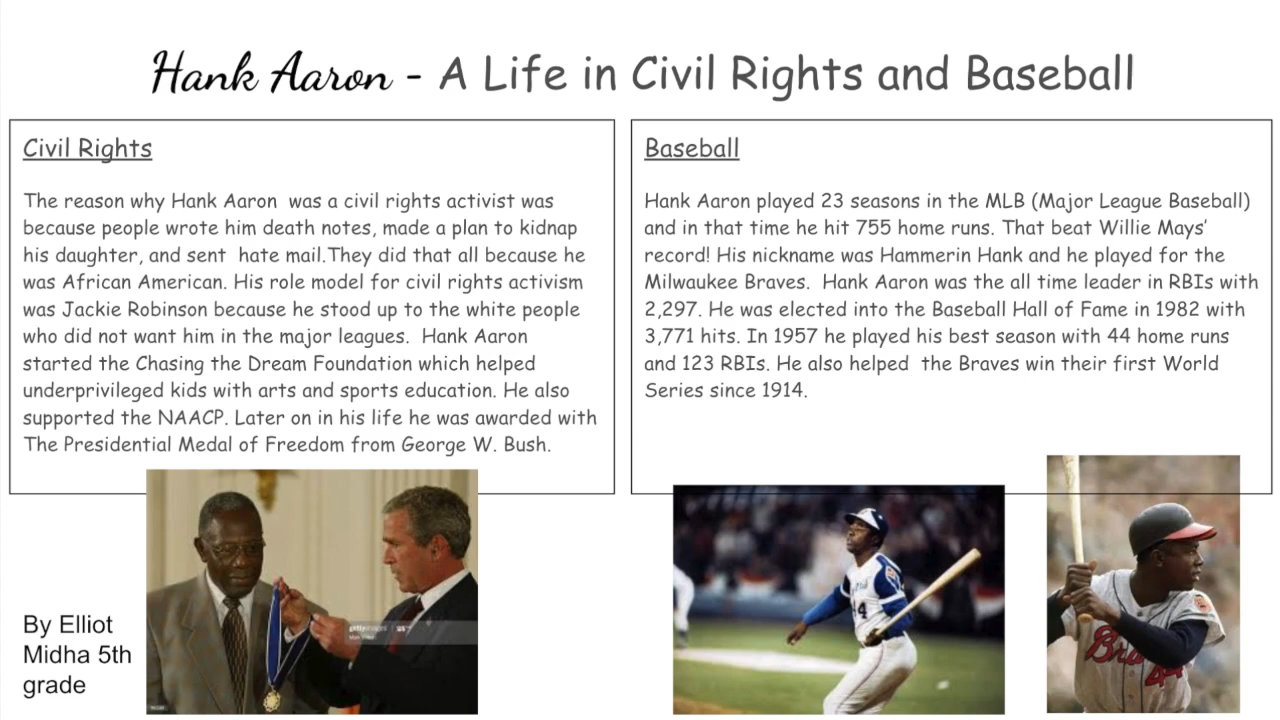 Hank Aaron - A Life in Civil Rights and Baseball
Civil Rights
The reason why Hank Aaron  was a civil rights activist was
because people wrote him death notes, made a plan to kidnap
his daughter, and sent  hate mail.They did that all because he
was African American. His role model for civil rights activism
was Jackie Robinson because he stood up to the white people
who did not want him in the major leagues.  Hank Aaron
started the Chasing the Dream Foundation which helped
underprivileged kids with arts and sports education. He also
supported the NAACP. Later on in his life he was awarded with
The Presidential Medal of Freedom from George W. Bush.
Baseball
Hank Aaron played 23 seasons in the MLB (Major League Baseball)
and in that time he hit 755 home runs. That beat Willie Mays’
record! His nickname was Hammerin Hank and he played for the
Milwaukee Braves.  Hank Aaron was the all time leader in RBIs with
2,297. He was elected into the Baseball Hall of Fame in 1982 with
3,771 hits. In 1957 he played his best season with 44 home runs
and 123 RBIs. He also helped  the Braves win their first World
Series since 1914.
By Elliot
Midha 5th
grade
gettyimages
44